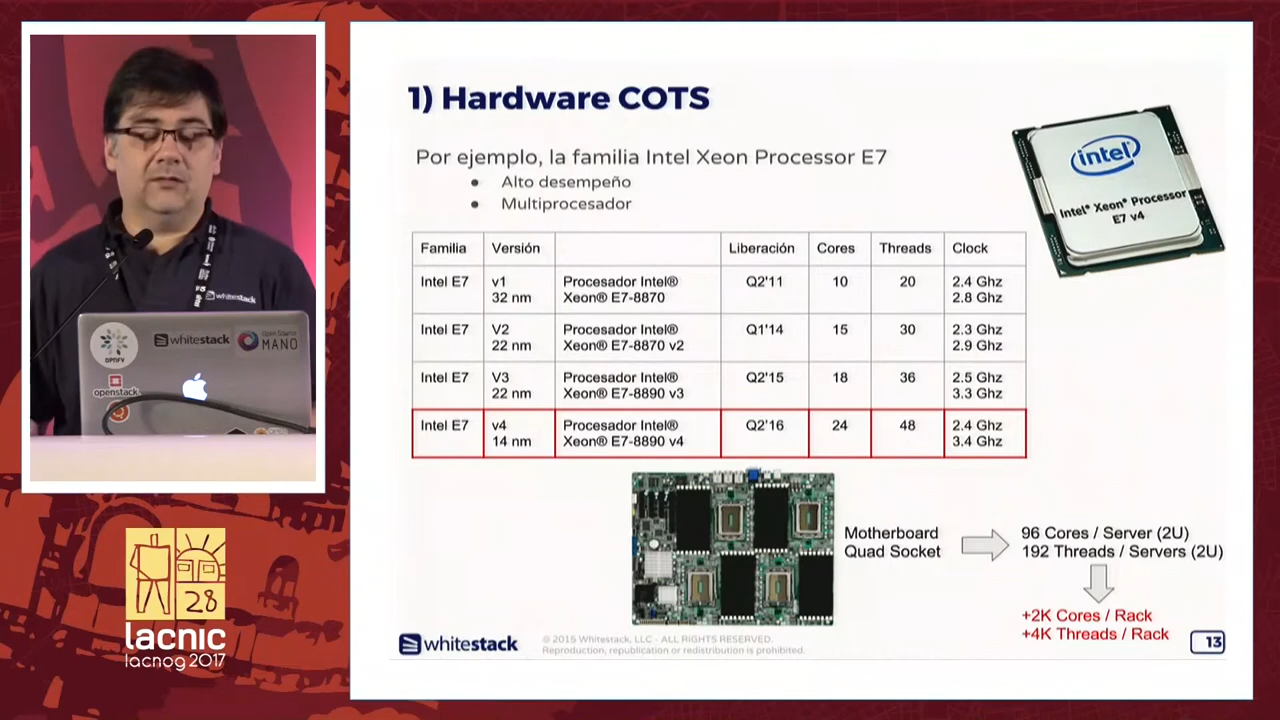 1) Hardware COTS
Por ejemplo, la familia Intel Xeon Processor E7
● Alto desempeño
● Multiprocesador
intel
Intel® Xeon® Processor
E7 v4
Familia Versión Liberación Cores Threads Clock
Intel E7 v1 Procesador Intel® Q2'11 10 20 2.4 Ghz
32 nm Xeon® E7-8870 2.8 Ghz
Intel E7 V2 Procesador Intel® Q1'14 15 30 2.3 Ghz
22 nm Xeon® E7-8870 v2 2.9 Ghz
Intel E7 V3 Procesador Intel® Q2'15 18 36 2.5 Ghz
22 nm Xeon® E7-8890 v3 3.3 Ghz
Intel E7 v4 Procesador Intel® Q2'16 24 48 2.4 Ghz
14 nm Xeon® E7-8890 v4 3.4 Ghz
Motherboard
Quad Socket
96 Cores / Server (2U)
192 Threads / Servers (2U)
+2K Cores / Rack
+4K Threads / Rack
whitestack
© 2015 Whitestack, LLC - ALL RIGHTS RESERVED.
Reproduction, republication or redistribution is prohibited.
13
whitestack
OPNFV
whitestack
Open Source
MANO
openstack
28
lacnic
lacnog 2017